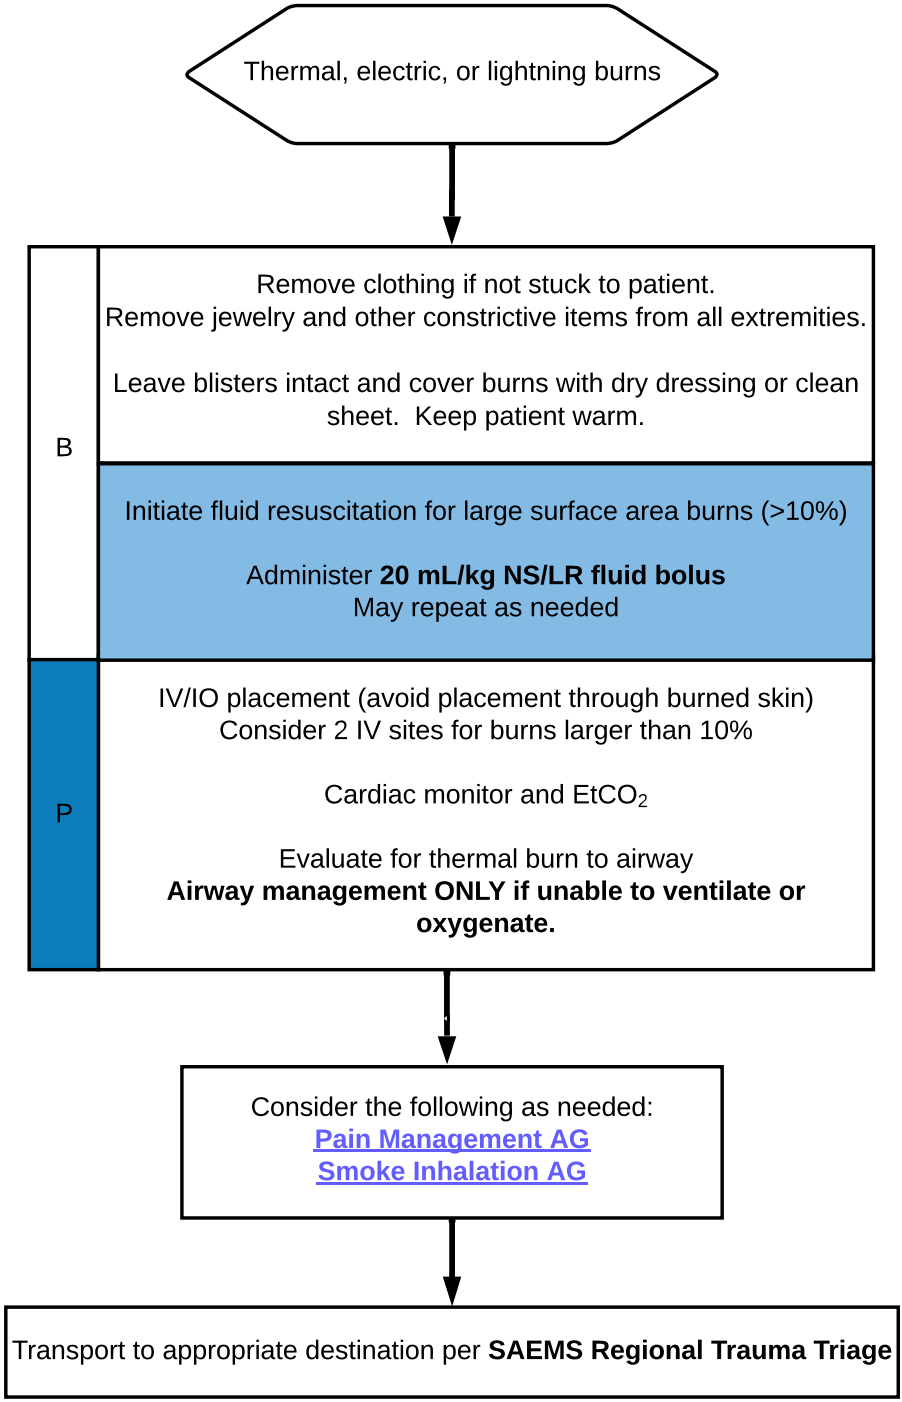 Thermal, electric, or lightning burns
B
Remove clothing if not stuck to patient.
Remove jewelry and other constrictive items from all extremities.
Leave blisters intact and cover burns with dry dressing or clean
sheet.  Keep patient warm.
Initiate fluid resuscitation for large surface area burns (>10%)
Administer 20 mL/kg NS/LR fluid bolus
May repeat as needed
P
IV/IO placement (avoid placement through burned skin)
Consider 2 IV sites for burns larger than 10%
Cardiac monitor and EtCO₂
Evaluate for thermal burn to airway
Airway management ONLY if unable to ventilate or
oxygenate.
Consider the following as needed:
Pain Management AG
Smoke Inhalation AG
Transport to appropriate destination per SAEMS Regional Trauma Triage